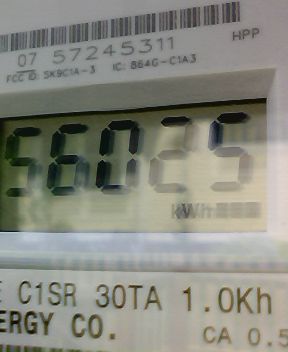 07 57245311
HPP
FCC ID: SK9C1A-3 IC: 864G-C1A3
56025
kWh
C1SR 30TA 1.0Kh
ERGY CO.
CA 0.5